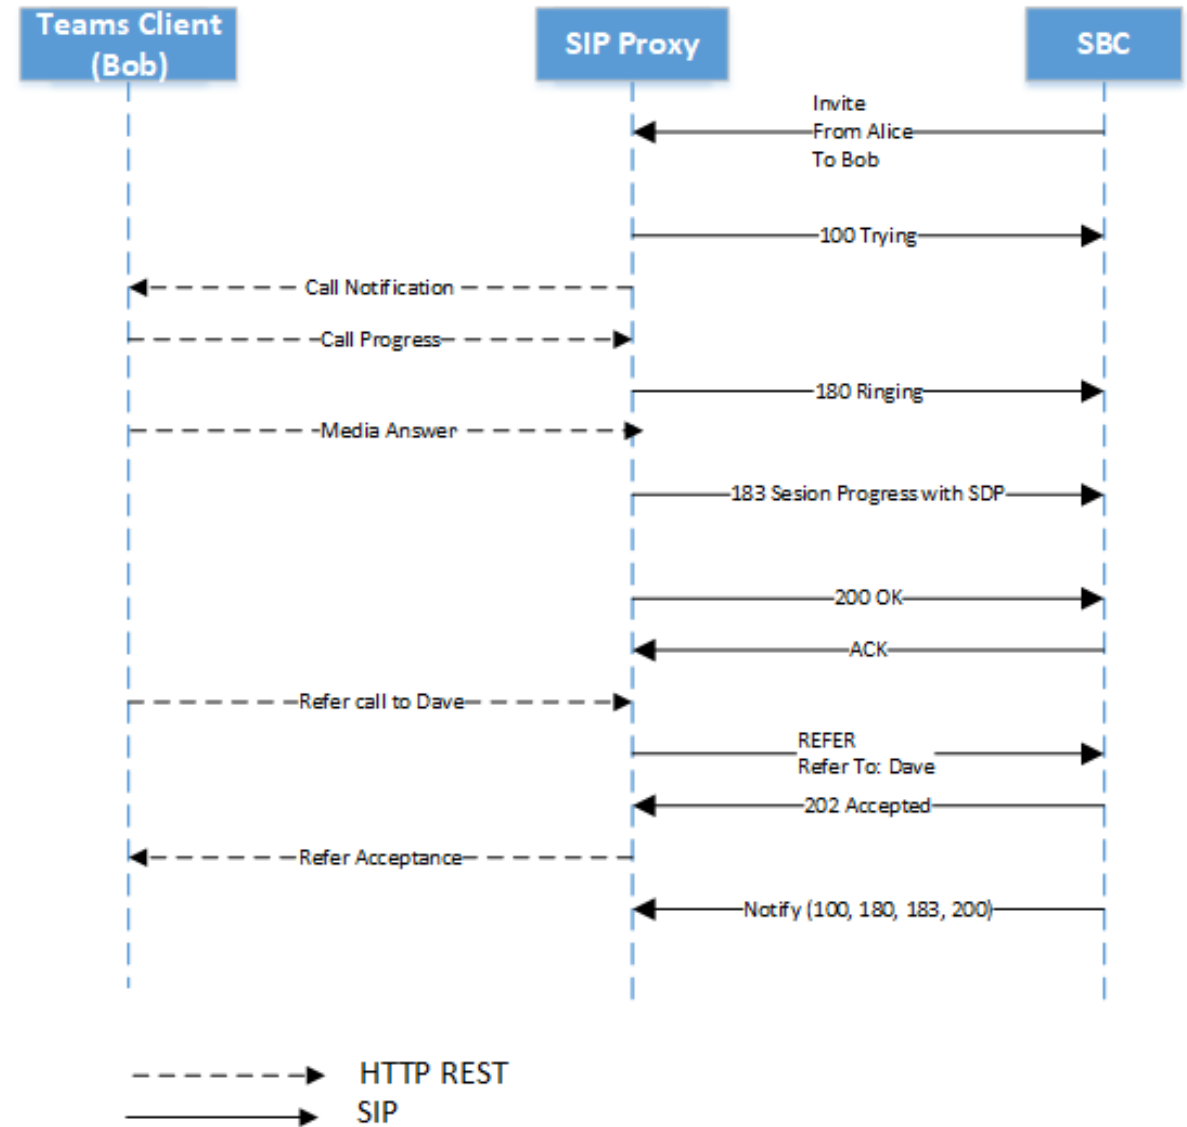 Teams Client
(Bob)
SIP Proxy
SBC
Invite
From Alice
To Bob
100 Trying
Call Notification
Call Progress
180 Ringing
Media Answer
183 Sesion Progress with SDP
200 OK
ACK
Refer call to Dave
REFER
Refer To: Dave
202 Accepted
Refer Acceptance
Notify (100, 180, 183, 200)
HTTP REST
SIP